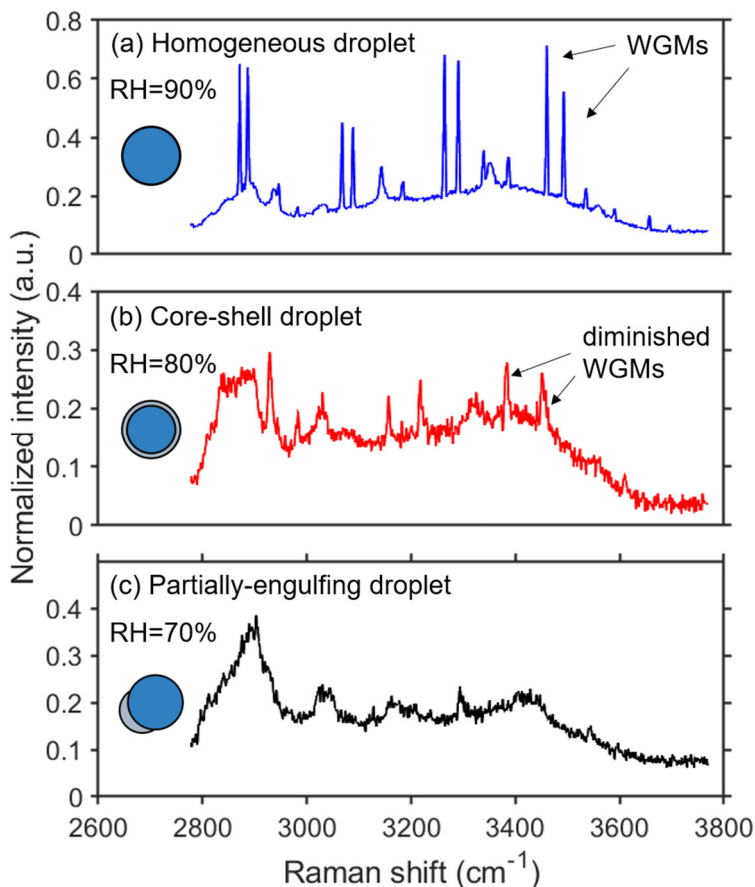 (a) Homogeneous droplet
RH=90%
WGMs
0.8
0.6
0.4
0.2
0
(b) Core-shell droplet
RH=80%
diminished
WGMs
0.4
0.3
0.2
0.1
0
(c) Partially-engulfing droplet
RH=70%
0.4
0.3
0.2
0.1
0
Normalized intensity (a.u.)
2600 2800 3000 3200 3400 3600 3800
Raman shift (cm⁻¹)